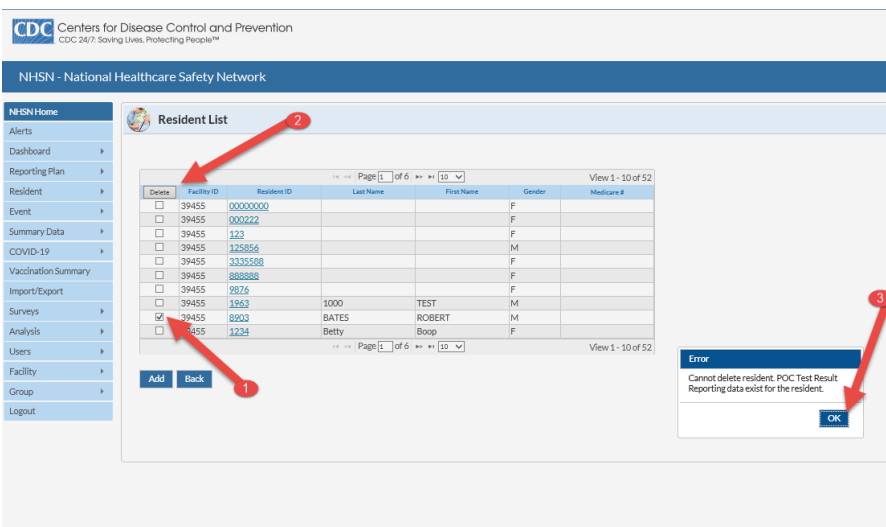 CDC Centers for Disease Control and Prevention
CDC 24/7: Saving Lives. Protecting People™
NHSN - National Healthcare Safety Network
NHSN Home
Alerts
Dashboard
Reporting Plan
Resident
Event
Summary Data
COVID-19
Vaccination Summary
Import/Export
Surveys
Analysis
Users
Facility
Group
Logout
Resident List
2
Page 1 of 6 10 View 1 - 10 of 52
Delete Facility ID Resident ID Last Name First Name Gender Medicare #
39455 00000000 F
39455 000222 F
39455 123 F
39455 125856 M
39455 3335588 F
39455 888888 F
39455 9876 F
39455 1963 1000 TEST M
39455 8903 BATES ROBERT M
39455 1234 Betty Boop F
Page 1 of 6 10 View 1 - 10 of 52
Add Back
1
3
Error
Cannot delete resident. POC Test Result
Reporting data exist for the resident.
OK